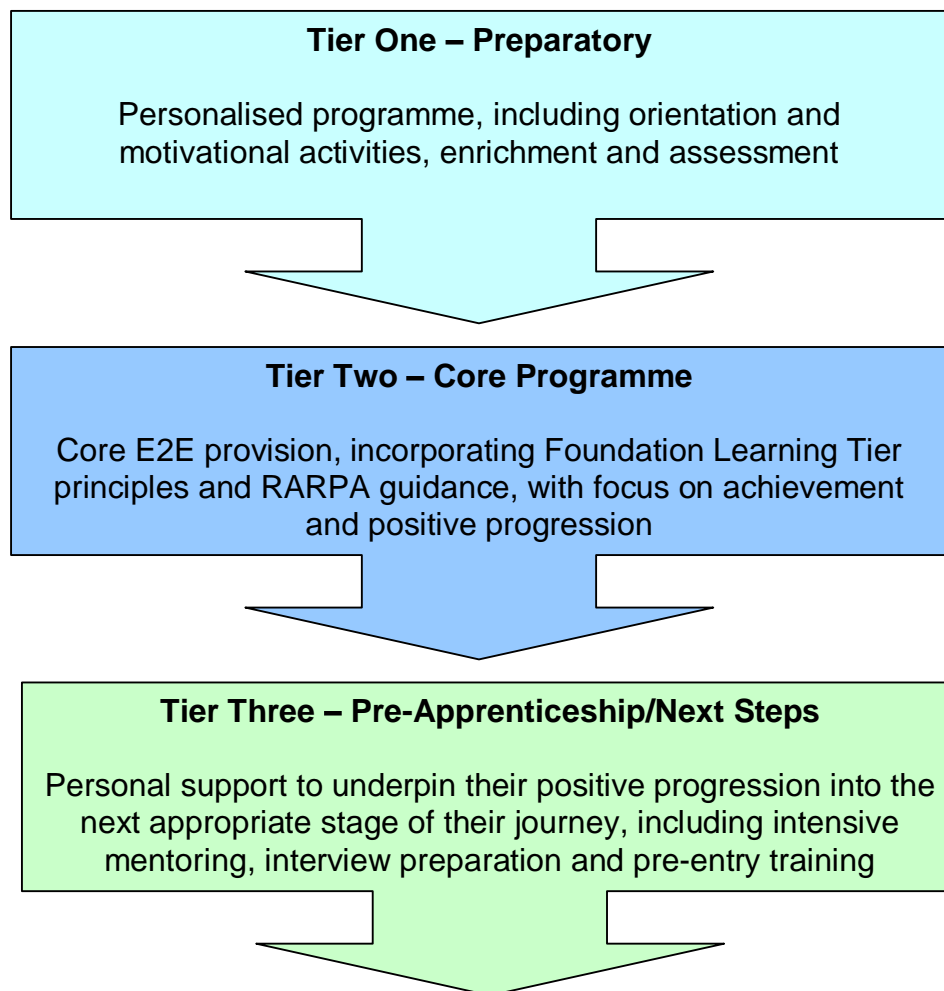 Tier One – Preparatory
Personalised programme, including orientation and
motivational activities, enrichment and assessment
Tier Two – Core Programme
Core E2E provision, incorporating Foundation Learning Tier
principles and RARPA guidance, with focus on achievement
and positive progression
Tier Three – Pre-Apprenticeship/Next Steps
Personal support to underpin their positive progression into the
next appropriate stage of their journey, including intensive
mentoring, interview preparation and pre-entry training